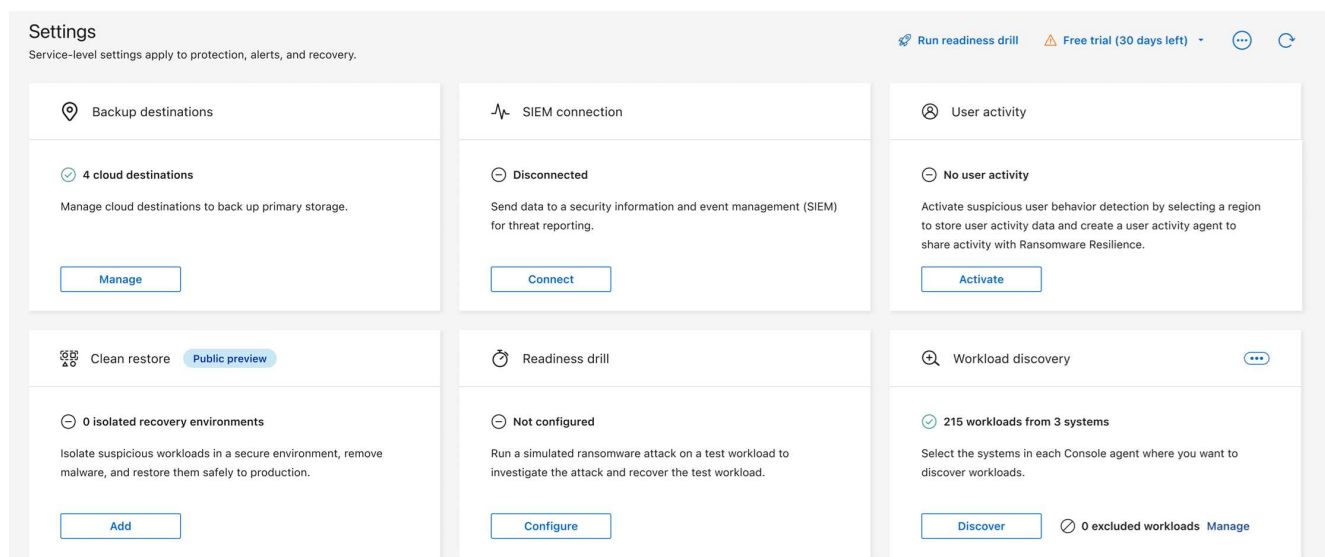 Settings
Service-level settings apply to protection, alerts, and recovery.
Run readiness drill
Free trial (30 days left)
Backup destinations
4 cloud destinations
Manage cloud destinations to back up primary storage.
Manage
SIEM connection
Disconnected
Send data to a security information and event management (SIEM)
for threat reporting.
Connect
User activity
No user activity
Activate suspicious user behavior detection by selecting a region
to store user activity data and create a user activity agent to
share activity with Ransomware Resilience.
Activate
Clean restore Public preview
0 isolated recovery environments
Isolate suspicious workloads in a secure environment, remove
malware, and restore them safely to production.
Add
Readiness drill
Not configured
Run a simulated ransomware attack on a test workload to
investigate the attack and recover the test workload.
Configure
Workload discovery
215 workloads from 3 systems
Select the systems in each Console agent where you want to
discover workloads.
Discover 0 excluded workloads Manage